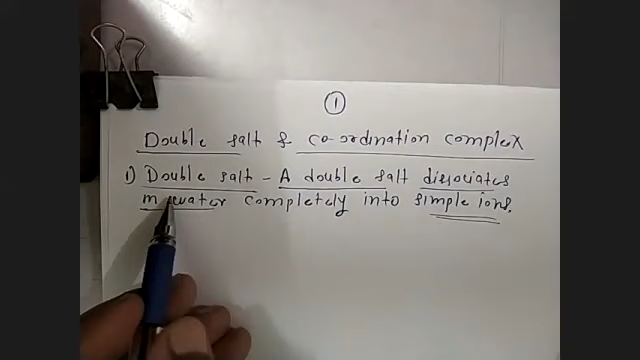 1
Double salt & co-ordination complex
1) Double salt - A double salt dissociates
in water completely into simple ions.